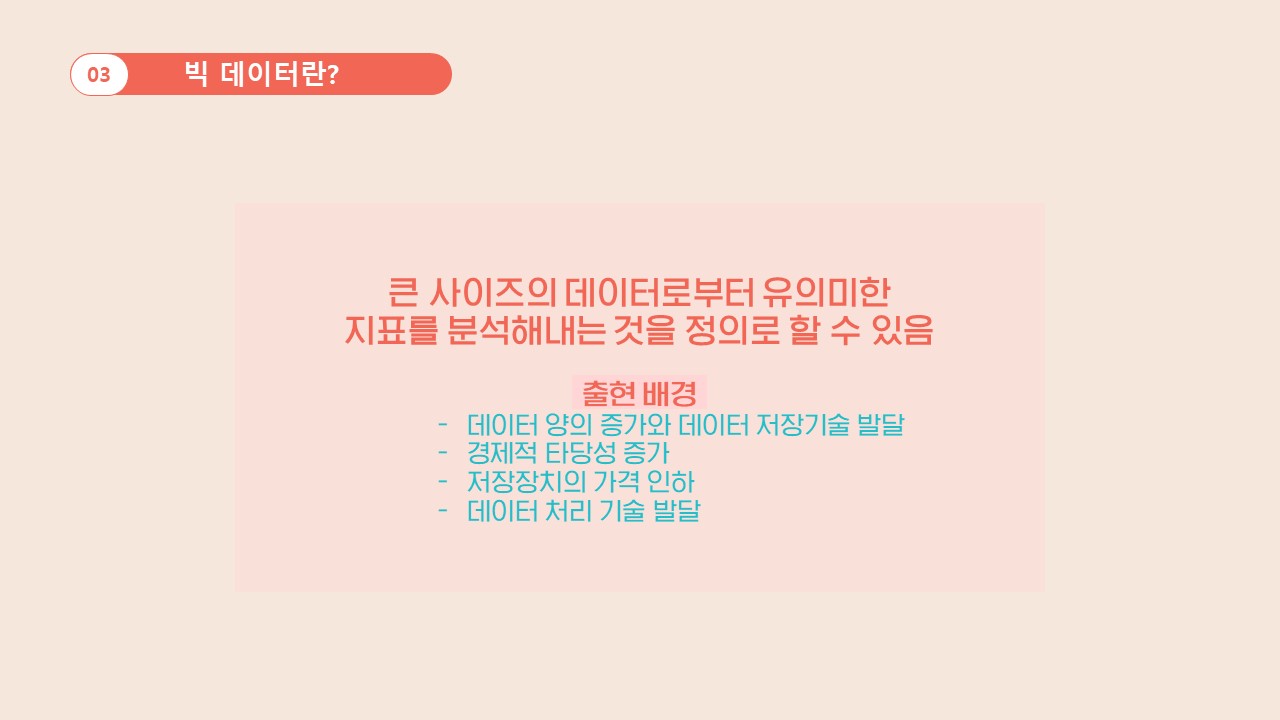 03
빅 데이터란?
큰 사이즈의 데이터로부터 유의미한
지표를 분석해내는 것을 정의로 할 수 있음
출현 배경
- 데이터 양의 증가와 데이터 저장기술 발달
- 경제적 타당성 증가
- 저장장치의 가격 인하
- 데이터 처리 기술 발달